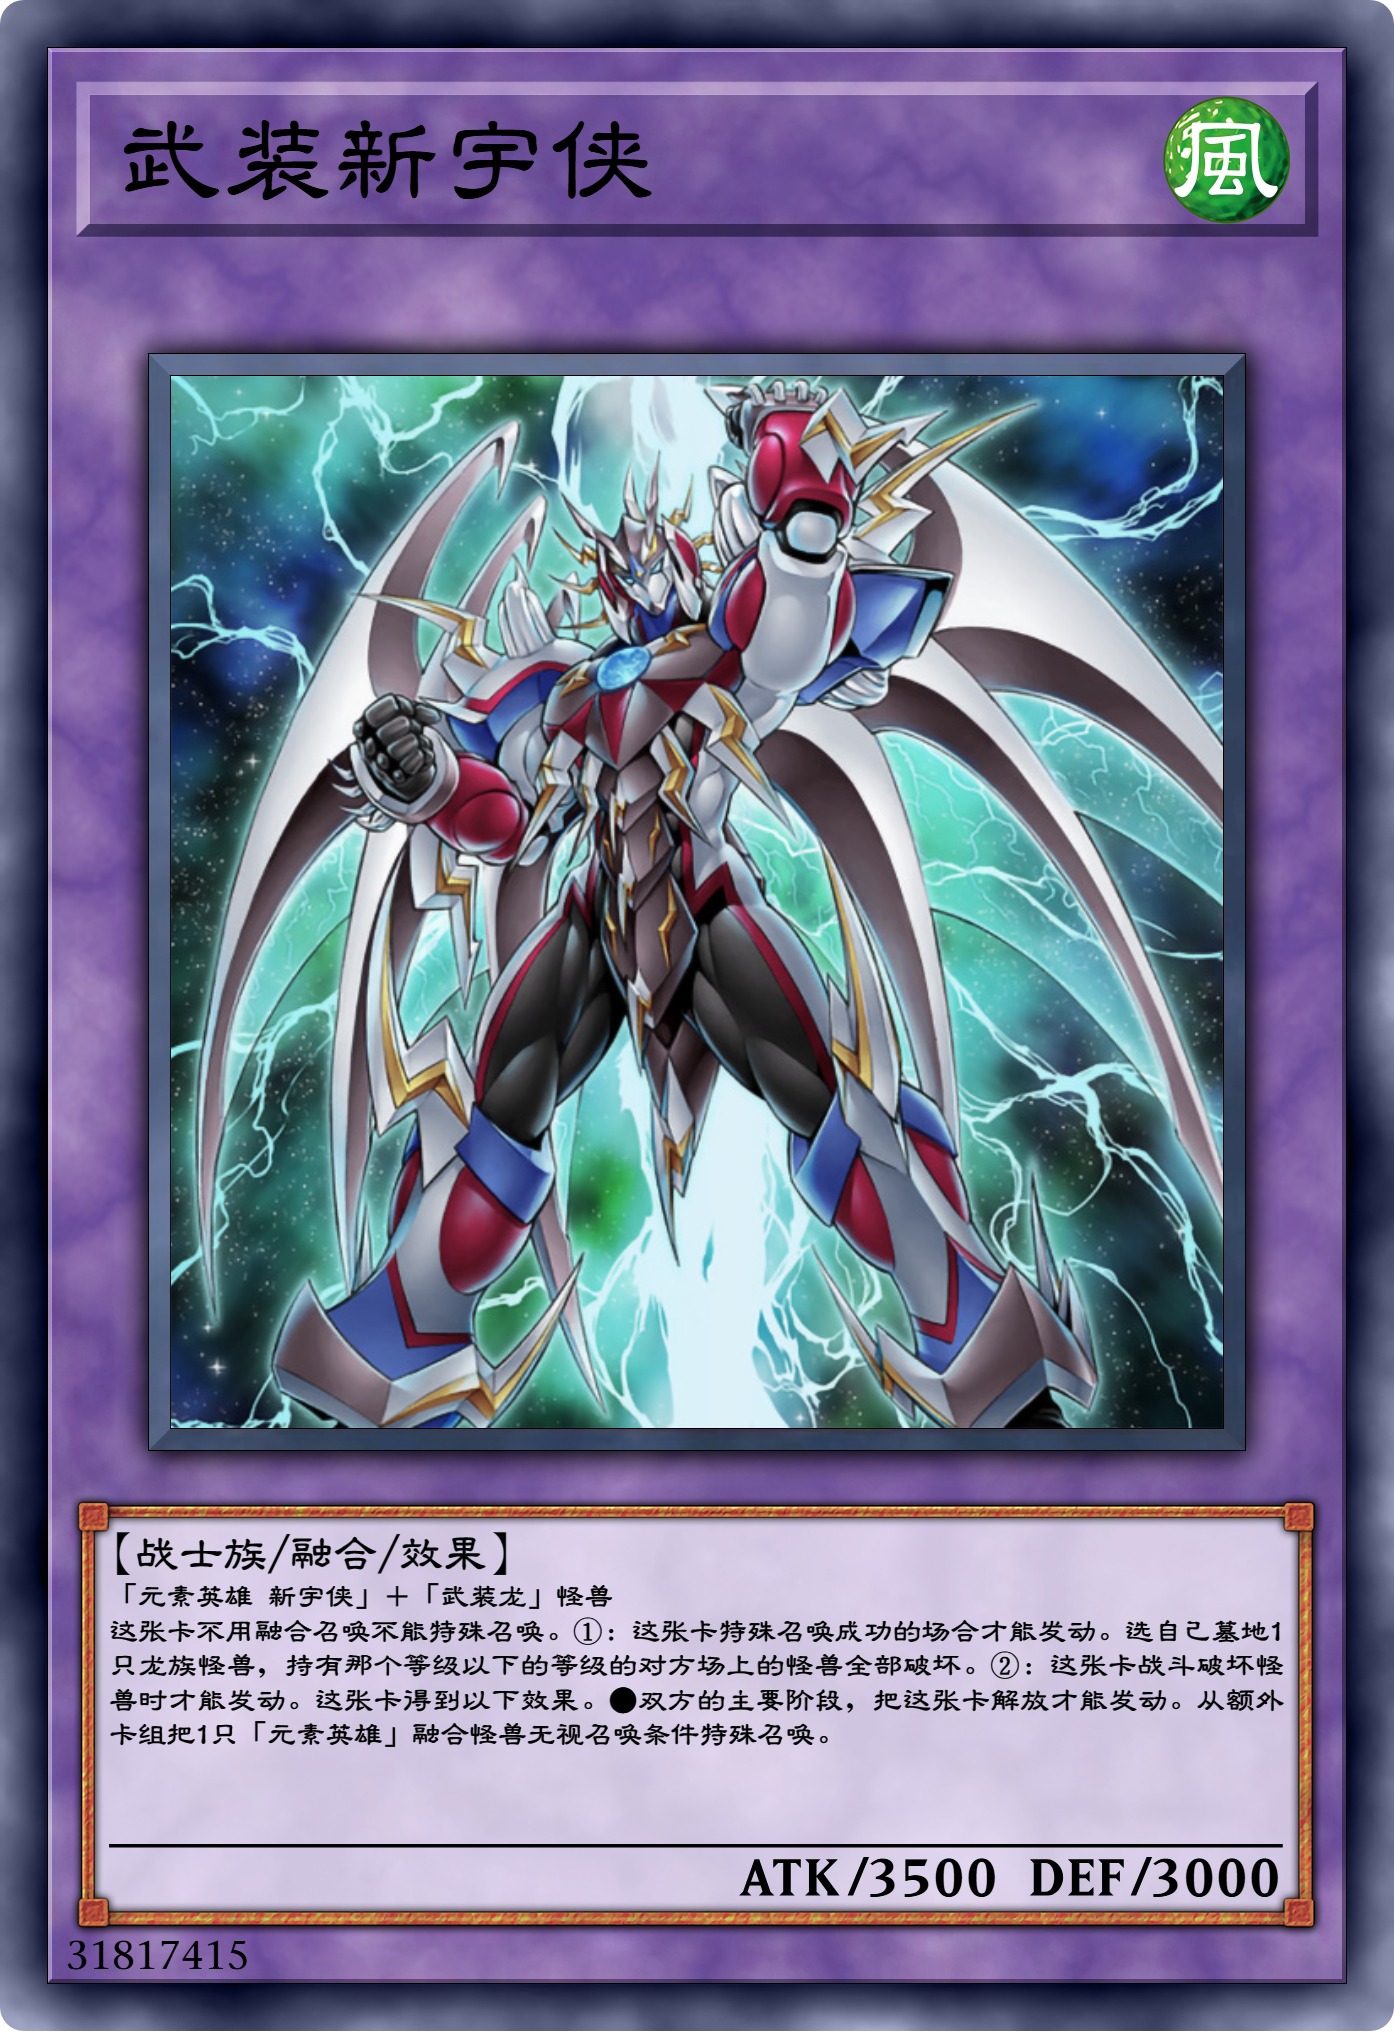 武装新宇侠
風
【战士族/融合/效果】
「元素英雄 新宇侠」＋「武装龙」怪兽
这张卡不用融合召唤不能特殊召唤。①：这张卡特殊召唤成功的场合才能发动。选自己墓地1
只龙族怪兽，持有那个等级以下的等级的对方场上的怪兽全部破坏。②：这张卡战斗破坏怪
兽时才能发动。这张卡得到以下效果。●双方的主要阶段，把这张卡解放才能发动。从额外
卡组把1只「元素英雄」融合怪兽无视召唤条件特殊召唤。
ATK/3500 DEF/3000
31817415